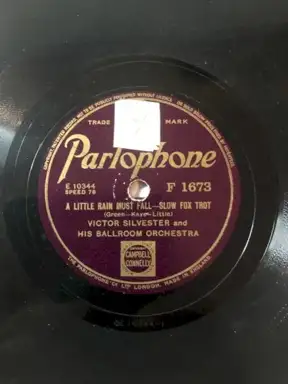 TRADE MARK
Parlophone
E 10344
SPEED 78
F 1673
A LITTLE RAIN MUST FALL—SLOW FOX TROT
(Green—Kaye—Little)
VICTOR SILVESTER and
HIS BALLROOM ORCHESTRA
CAMPBELL
CONNELLY
THE PARLOPHONE CO LTD LONDON. MADE IN ENGLAND.